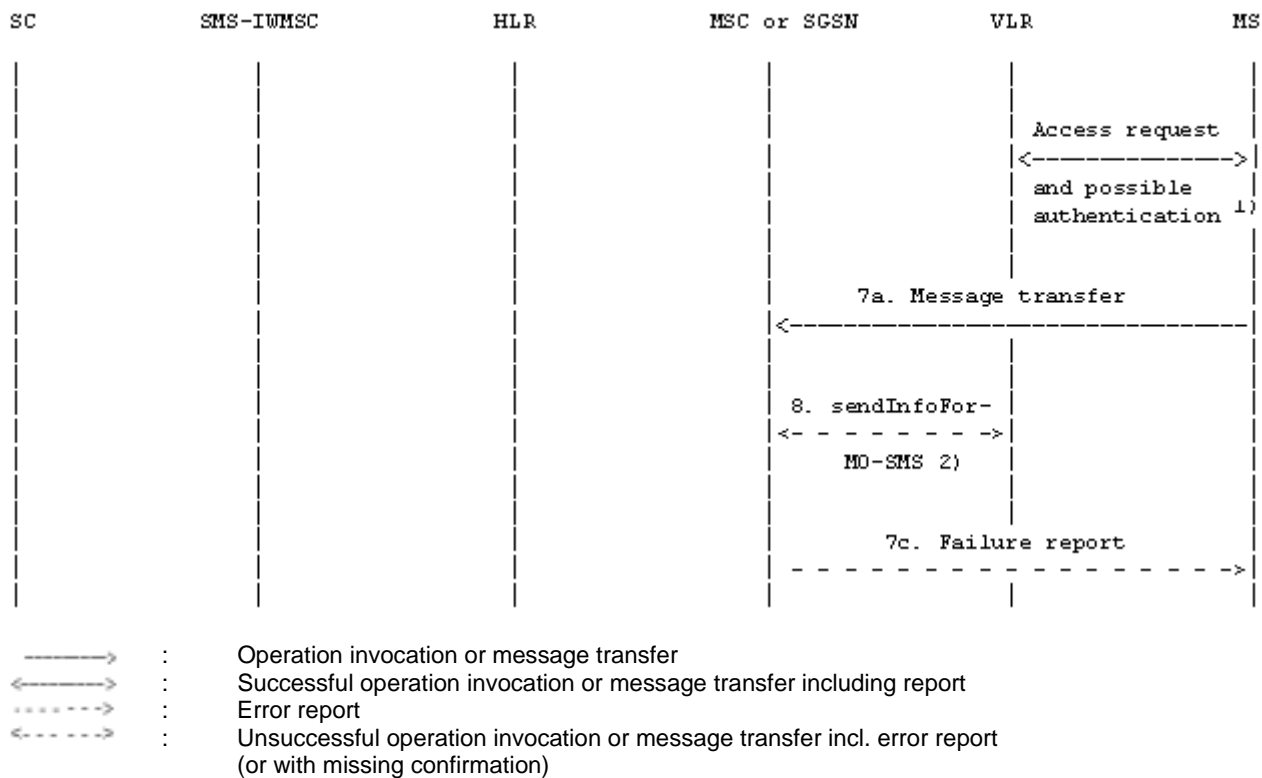 SC SMS-IWMSC HLR MSC or SGSN VLR MS
Access request
and possible
authentication 1)
7a. Message transfer
8. sendInfoFor-
MO-SMS 2)
7c. Failure report
: Operation invocation or message transfer
: Successful operation invocation or message transfer including report
: Error report
: Unsuccessful operation invocation or message transfer incl. error report
(or with missing confirmation)